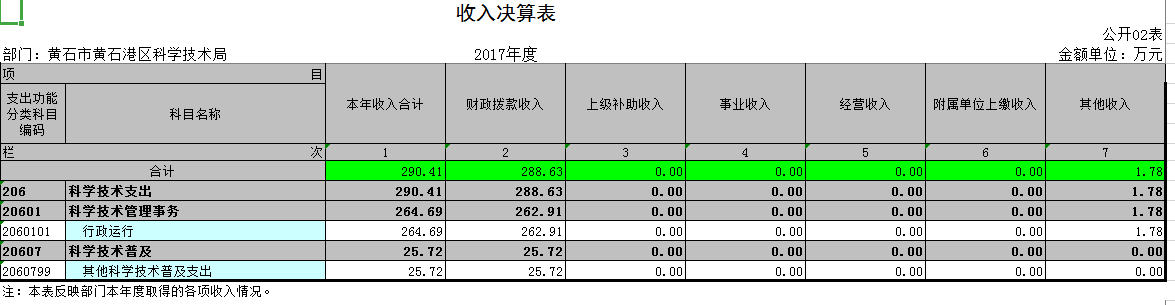 收入决算表
公开02表
部门：黄石市黄石港区科学技术局 2017年度 金额单位：万元
项 目
支出功能分类科目编码 科目名称 本年收入合计 财政拨款收入 上级补助收入 事业收入 经营收入 附属单位上缴收入 其他收入
栏 次 1 2 3 4 5 6 7
合计 290.41 288.63 0.00 0.00 0.00 0.00 1.78
206 科学技术支出 290.41 288.63 0.00 0.00 0.00 0.00 1.78
20601 科学技术管理事务 264.69 262.91 0.00 0.00 0.00 0.00 1.78
2060101 行政运行 264.69 262.91 0.00 0.00 0.00 0.00 1.78
20607 科学技术普及 25.72 25.72 0.00 0.00 0.00 0.00 0.00
2060799 其他科学技术普及支出 25.72 25.72 0.00 0.00 0.00 0.00 0.00
注：本表反映部门本年度取得的各项收入情况。